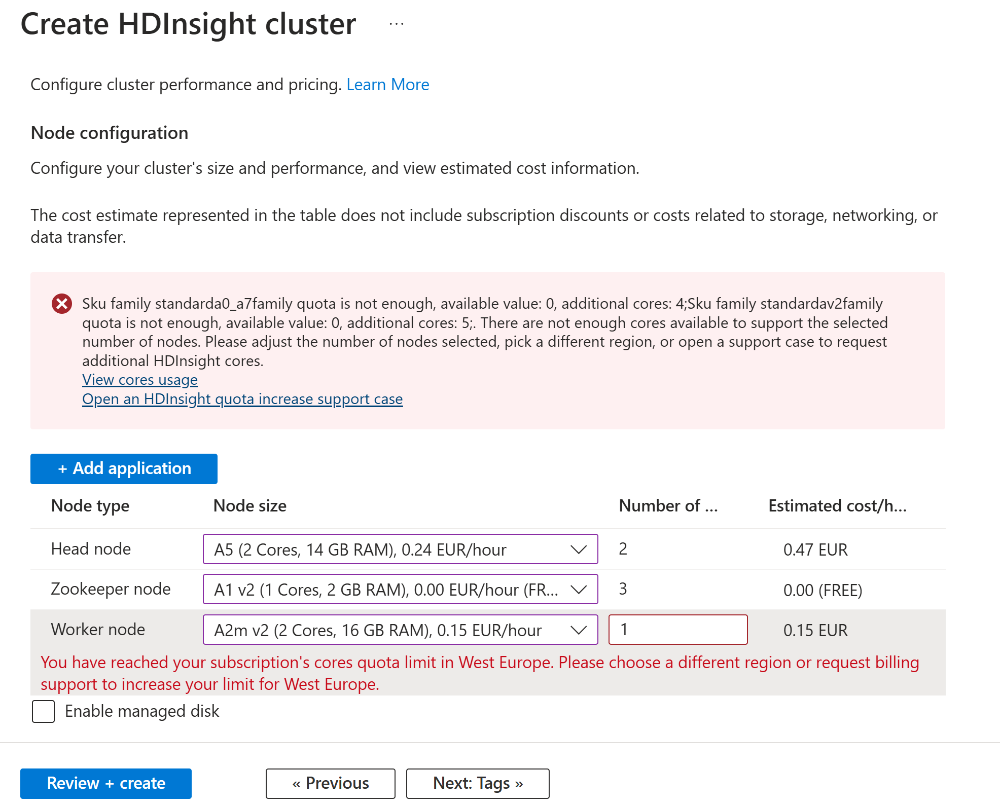 Create HDInsight cluster ...
Configure cluster performance and pricing. Learn More
Node configuration
Configure your cluster's size and performance, and view estimated cost information.
The cost estimate represented in the table does not include subscription discounts or costs related to storage, networking, or
data transfer.
Sku family standarda0_a7family quota is not enough, available value: 0, additional cores: 4;Sku family standardav2family
quota is not enough, available value: 0, additional cores: 5;. There are not enough cores available to support the selected
number of nodes. Please adjust the number of nodes selected, pick a different region, or open a support case to request
additional HDInsight cores.
View cores usage
Open an HDInsight quota increase support case
+ Add application
Node type Node size Number of ... Estimated cost/h...
Head node A5 (2 Cores, 14 GB RAM), 0.24 EUR/hour 2 0.47 EUR
Zookeeper node A1 v2 (1 Cores, 2 GB RAM), 0.00 EUR/hour (FR... 3 0.00 (FREE)
Worker node A2m v2 (2 Cores, 16 GB RAM), 0.15 EUR/hour 1 0.15 EUR
You have reached your subscription's cores quota limit in West Europe. Please choose a different region or request billing
support to increase your limit for West Europe.
Enable managed disk
Review + create « Previous Next: Tags »